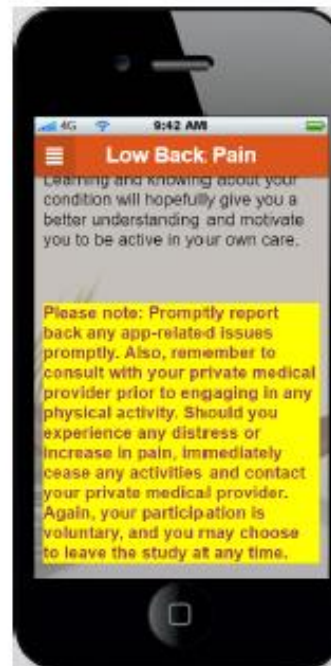 4G 9:42 AM
Low Back Pain
Learning and knowing about your
condition will hopefully give you a
better understanding and motivate
you to be active in your own care.
Please note: Promptly report
back any app-related issues
promptly. Also, remember to
consult with your private medical
provider prior to engaging in any
physical activity. Should you
experience any distress or
increase in pain, immediately
cease any activities and contact
your private medical provider.
Again, your participation is
voluntary, and you may choose
to leave the study at any time.